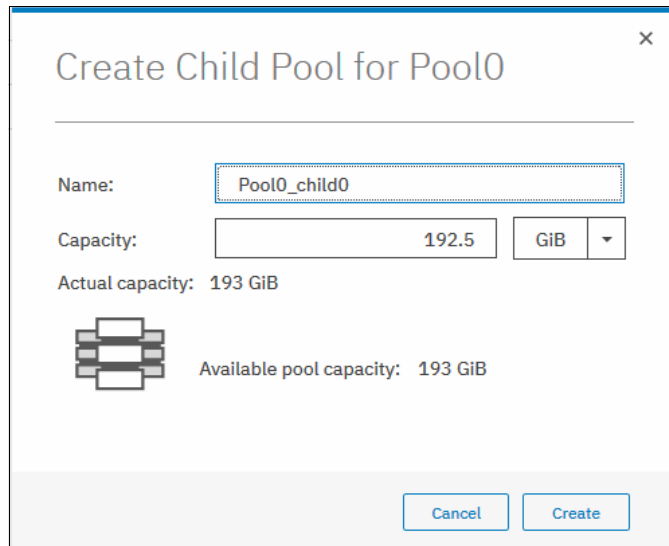 Create Child Pool for Pool0
Name: Pool0_child0
Capacity: 192.5 GiB
Actual capacity: 193 GiB
Available pool capacity: 193 GiB
Cancel Create